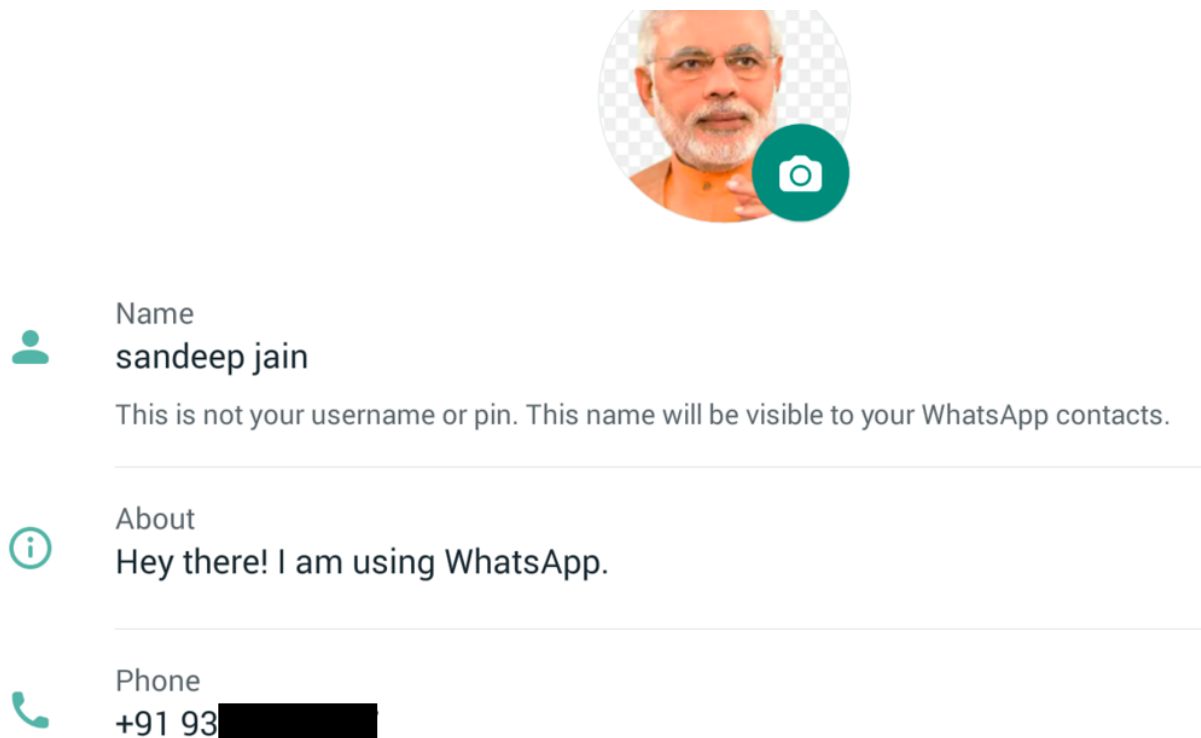 Name
sandeep jain
This is not your username or pin. This name will be visible to your WhatsApp contacts.
About
Hey there! I am using WhatsApp.
Phone
+91 93